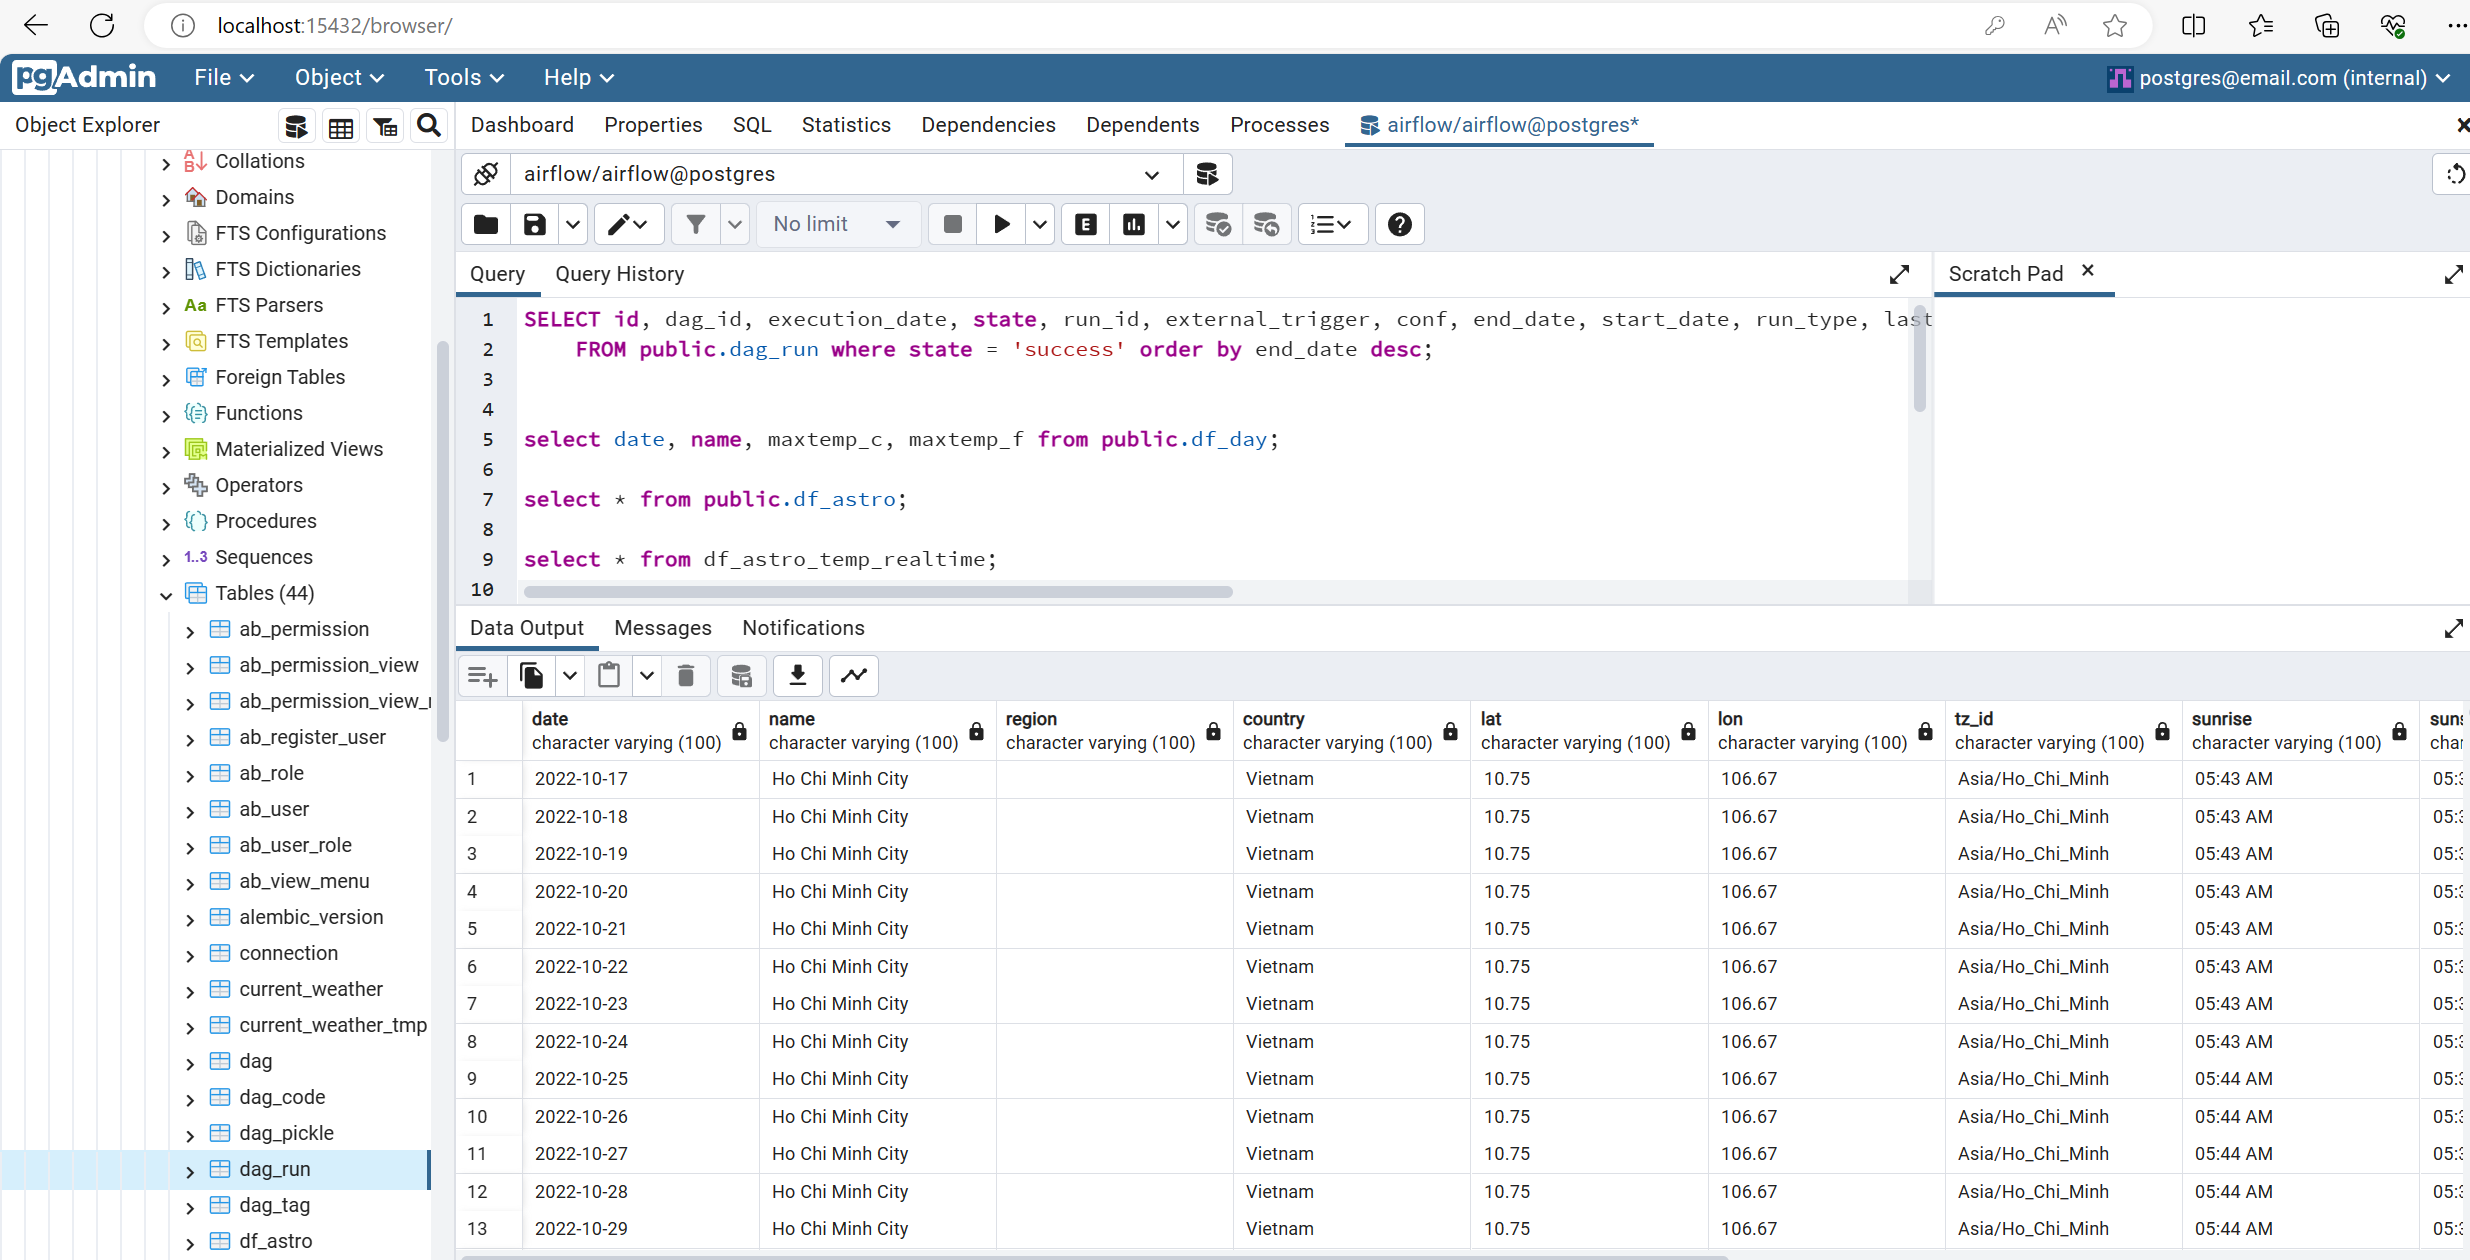 localhost:15432/browser/
pgAdmin File Object Tools Help postgres@email.com (internal)
Object Explorer
Dashboard Properties SQL Statistics Dependencies Dependents Processes airflow/airflow@postgres*
Collations
Domains
FTS Configurations
FTS Dictionaries
Aa FTS Parsers
FTS Templates
Foreign Tables
Functions
Materialized Views
Operators
Procedures
1..3 Sequences
Tables (44)
ab_permission
ab_permission_view
ab_permission_view_
ab_register_user
ab_role
ab_user
ab_user_role
ab_view_menu
alembic_version
connection
current_weather
current_weather_tmp
dag
dag_code
dag_pickle
dag_run
dag_tag
df_astro
airflow/airflow@postgres
No limit
E
Query Query History
Scratch Pad
1 SELECT id, dag_id, execution_date, state, run_id, external_trigger, conf, end_date, start_date, run_type, last
2 FROM public.dag_run where state = 'success' order by end_date desc;
3
4
5 select date, name, maxtemp_c, maxtemp_f from public.df_day;
6
7 select * from public.df_astro;
8
9 select * from df_astro_temp_realtime;
10
Data Output Messages Notifications
date name region country lat lon tz_id sunrise suns
character varying (100) character varying (100) character varying (100) character varying (100) character varying (100) character varying (100) character varying (100) character varying (100) char
1 2022-10-17 Ho Chi Minh City Vietnam 10.75 106.67 Asia/Ho_Chi_Minh 05:43 AM 05:3
2 2022-10-18 Ho Chi Minh City Vietnam 10.75 106.67 Asia/Ho_Chi_Minh 05:43 AM 05:3
3 2022-10-19 Ho Chi Minh City Vietnam 10.75 106.67 Asia/Ho_Chi_Minh 05:43 AM 05:3
4 2022-10-20 Ho Chi Minh City Vietnam 10.75 106.67 Asia/Ho_Chi_Minh 05:43 AM 05:3
5 2022-10-21 Ho Chi Minh City Vietnam 10.75 106.67 Asia/Ho_Chi_Minh 05:43 AM 05:3
6 2022-10-22 Ho Chi Minh City Vietnam 10.75 106.67 Asia/Ho_Chi_Minh 05:43 AM 05:3
7 2022-10-23 Ho Chi Minh City Vietnam 10.75 106.67 Asia/Ho_Chi_Minh 05:43 AM 05:3
8 2022-10-24 Ho Chi Minh City Vietnam 10.75 106.67 Asia/Ho_Chi_Minh 05:43 AM 05:3
9 2022-10-25 Ho Chi Minh City Vietnam 10.75 106.67 Asia/Ho_Chi_Minh 05:44 AM 05:3
10 2022-10-26 Ho Chi Minh City Vietnam 10.75 106.67 Asia/Ho_Chi_Minh 05:44 AM 05:3
11 2022-10-27 Ho Chi Minh City Vietnam 10.75 106.67 Asia/Ho_Chi_Minh 05:44 AM 05:3
12 2022-10-28 Ho Chi Minh City Vietnam 10.75 106.67 Asia/Ho_Chi_Minh 05:44 AM 05:3
13 2022-10-29 Ho Chi Minh City Vietnam 10.75 106.67 Asia/Ho_Chi_Minh 05:44 AM 05:3